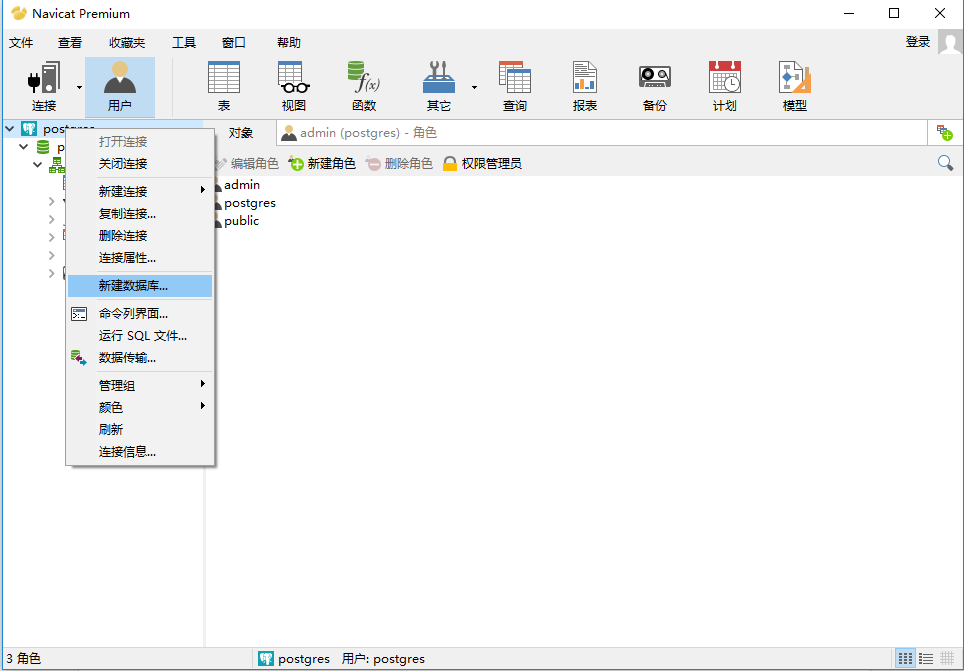 Navicat Premium
文件 查看 收藏夹 工具 窗口 帮助 登录
连接 用户 表 视图 函数 其它 查询 报表 备份 计划 模型
postgres
对象 admin (postgres) - 角色
编辑角色 新建角色 删除角色 权限管理员
admin
postgres
public
p
打开连接
关闭连接
新建连接
复制连接...
删除连接
连接属性...
新建数据库...
命令列界面...
运行 SQL 文件...
数据传输...
管理组
颜色
刷新
连接信息...
3 角色 postgres 用户: postgres